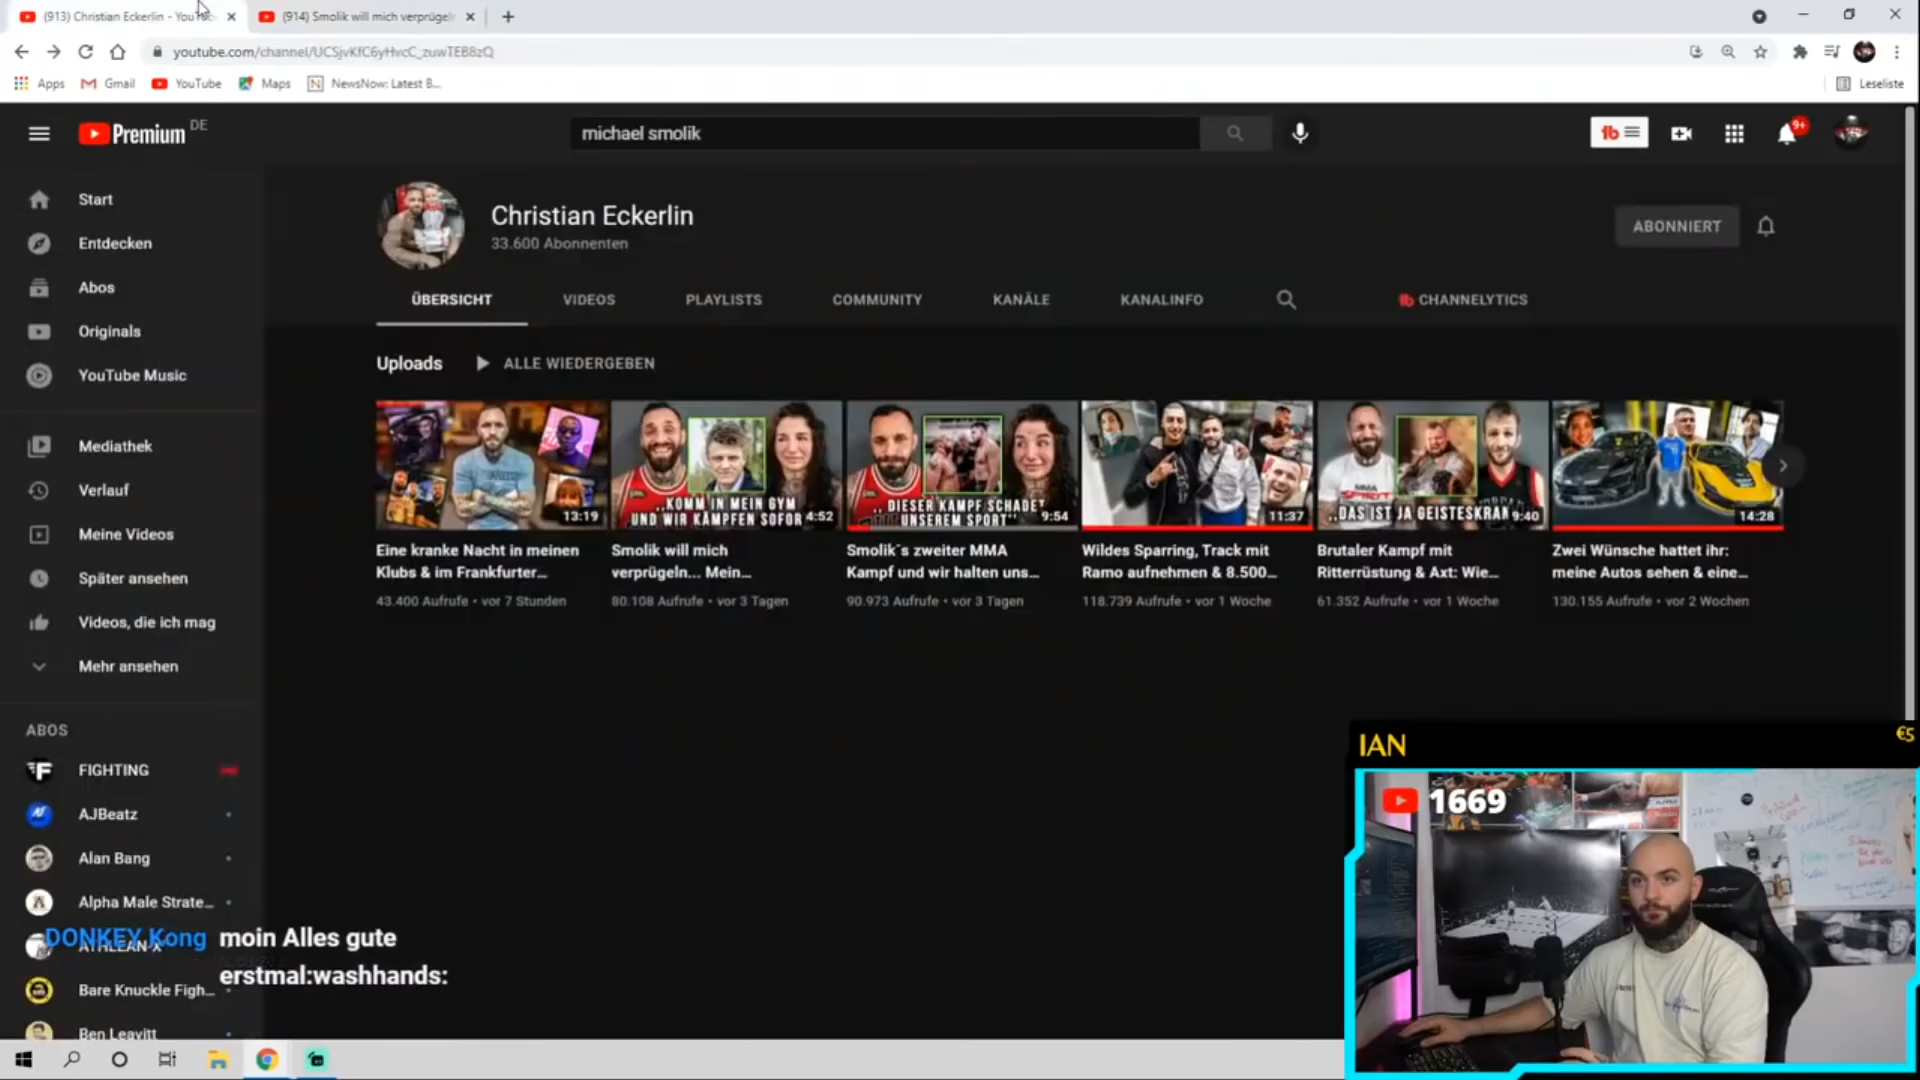 (913) Christian Eckerlin - YouTube
(914) Smolik will mich verprügeln
youtube.com/channel/UCSjvKfC6yHvcC_zuwTEB8zQ
Apps
Gmail
YouTube
Maps
NewsNow: Latest B...
Leseliste
Premium DE
michael smolik
9+
Start
Entdecken
Abos
Originals
YouTube Music
Mediathek
Verlauf
Meine Videos
Später ansehen
Videos, die ich mag
Mehr ansehen
ABOS
FIGHTING
AJBeatz
Alan Bang
Alpha Male Strate...
ATHLEAN-X
Bare Knuckle Figh...
Ben Leavitt
Christian Eckerlin
33.600 Abonnenten
ABONNIERT
ÜBERSICHT
VIDEOS
PLAYLISTS
COMMUNITY
KANÄLE
KANALINFO
CHANNELYTICS
Uploads
ALLE WIEDERGEBEN
13:19
Eine kranke Nacht in meinen
Klubs & im Frankfurter...
43.400 Aufrufe • vor 7 Stunden
„KOMM IN MEIN GYM
UND WIR KÄMPFEN SOFORT
4:52
Smolik will mich
verprügeln... Mein...
80.108 Aufrufe • vor 3 Tagen
„DIESER KAMPF SCHADET
UNSEREM SPORT"
9:54
Smolik´s zweiter MMA
Kampf und wir halten uns...
90.973 Aufrufe • vor 3 Tagen
11:37
Wildes Sparring, Track mit
Ramo aufnehmen & 8.500...
118.739 Aufrufe • vor 1 Woche
„DAS IST JA GEISTESKRAN
9:40
Brutaler Kampf mit
Ritterrüstung & Axt: Wie...
61.352 Aufrufe • vor 1 Woche
14:28
Zwei Wünsche hattet ihr:
meine Autos sehen & eine...
130.155 Aufrufe • vor 2 Wochen
DONKEY Kong moin Alles gute
erstmal:washhands:
IAN
€5
1669